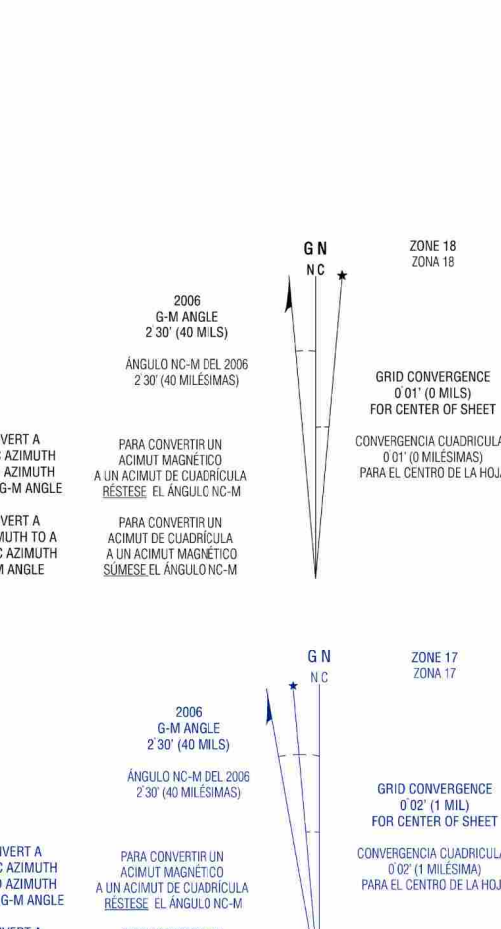 G N
N C
ZONE 18
ZONA 18
2006
G-M ANGLE
2°30' (40 MILS)
ÁNGULO NC-M DEL 2006
2°30' (40 MILÉSIMAS)
GRID CONVERGENCE
0°01' (0 MILS)
FOR CENTER OF SHEET
CONVERGENCIA CUADRICULA
0°01' (0 MILÉSIMAS)
PARA EL CENTRO DE LA HOJA
VERT A
C AZIMUTH
AZIMUTH
G-M ANGLE
PARA CONVERTIR UN
ACIMUT MAGNÉTICO
A UN ACIMUT DE CUADRÍCULA
RÉSTESE EL ÁNGULO NC-M
VERT A
MUTH TO A
C AZIMUTH
M ANGLE
PARA CONVERTIR UN
ACIMUT DE CUADRÍCULA
A UN ACIMUT MAGNÉTICO
SÚMESE EL ÁNGULO NC-M
G N
N C
ZONE 17
ZONA 17
2006
G-M ANGLE
2°30' (40 MILS)
ÁNGULO NC-M DEL 2006
2°30' (40 MILÉSIMAS)
GRID CONVERGENCE
0°02' (1 MIL)
FOR CENTER OF SHEET
CONVERGENCIA CUADRICULA
0°02' (1 MILÉSIMA)
PARA EL CENTRO DE LA HOJA
VERT A
C AZIMUTH
AZIMUTH
G-M ANGLE
PARA CONVERTIR UN
ACIMUT MAGNÉTICO
A UN ACIMUT DE CUADRÍCULA
RÉSTESE EL ÁNGULO NC-M